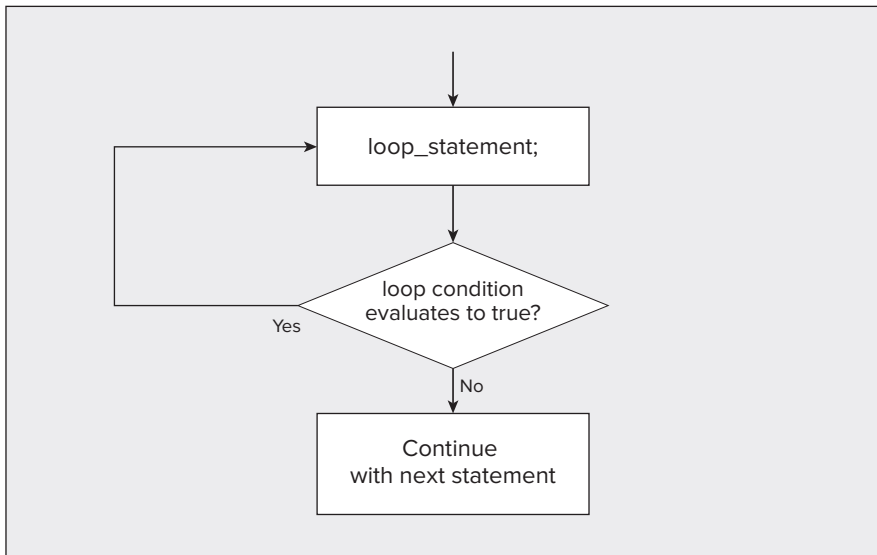 loop_statement;
loop condition
evaluates to true?
Yes
No
Continue
with next statement